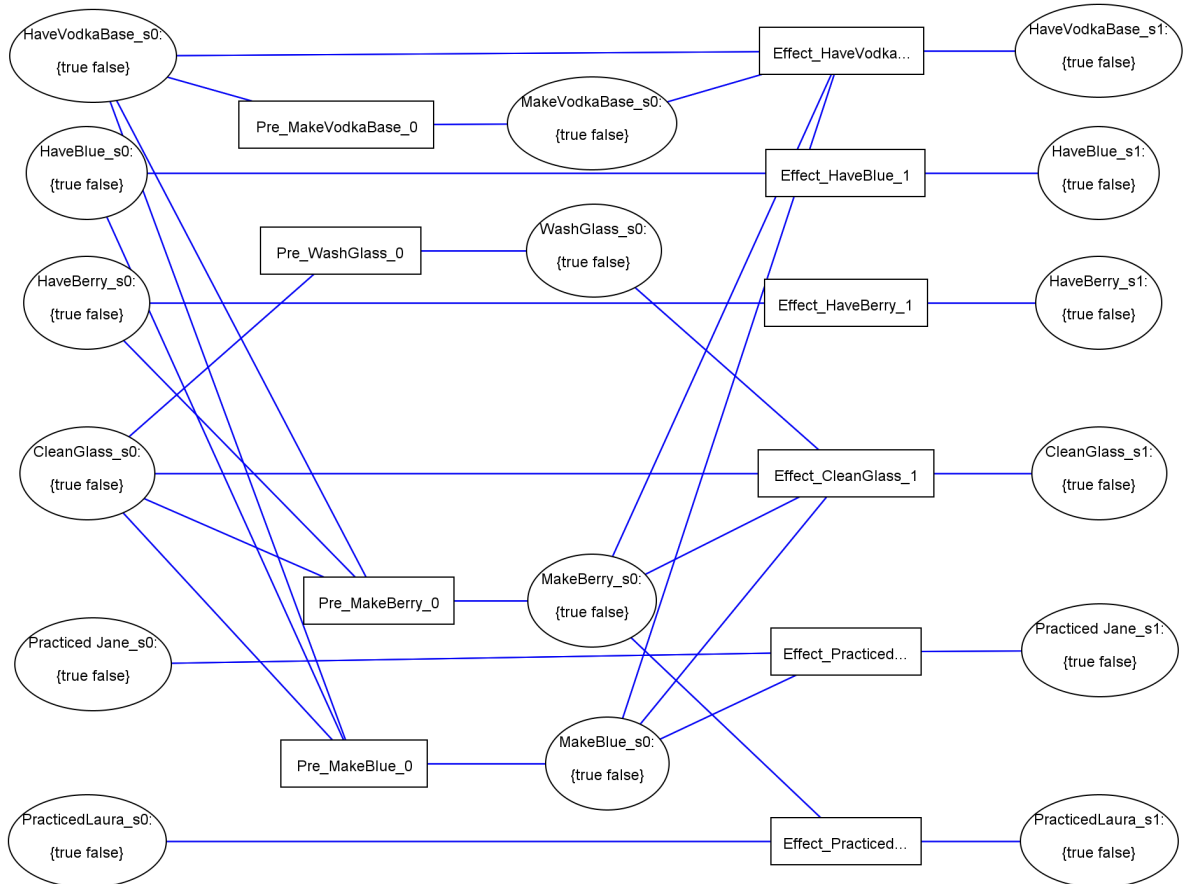 HaveVodkaBase_s0:
{true false}
Effect_HaveVodka...
HaveVodkaBase_s1:
{true false}
Pre_MakeVodkaBase_0
MakeVodkaBase_s0:
{true false}
HaveBlue_s0:
{true false}
Effect_HaveBlue_1
HaveBlue_s1:
{true false}
Pre_WashGlass_0
WashGlass_s0:
{true false}
HaveBerry_s0:
{true false}
Effect_HaveBerry_1
HaveBerry_s1:
{true false}
CleanGlass_s0:
{true false}
Effect_CleanGlass_1
CleanGlass_s1:
{true false}
Pre_MakeBerry_0
MakeBerry_s0:
{true false}
Practiced Jane_s0:
{true false}
Effect_Practiced...
Practiced Jane_s1:
{true false}
Pre_MakeBlue_0
MakeBlue_s0:
{true false}
PracticedLaura_s0:
{true false}
Effect_Practiced...
PracticedLaura_s1:
{true false}